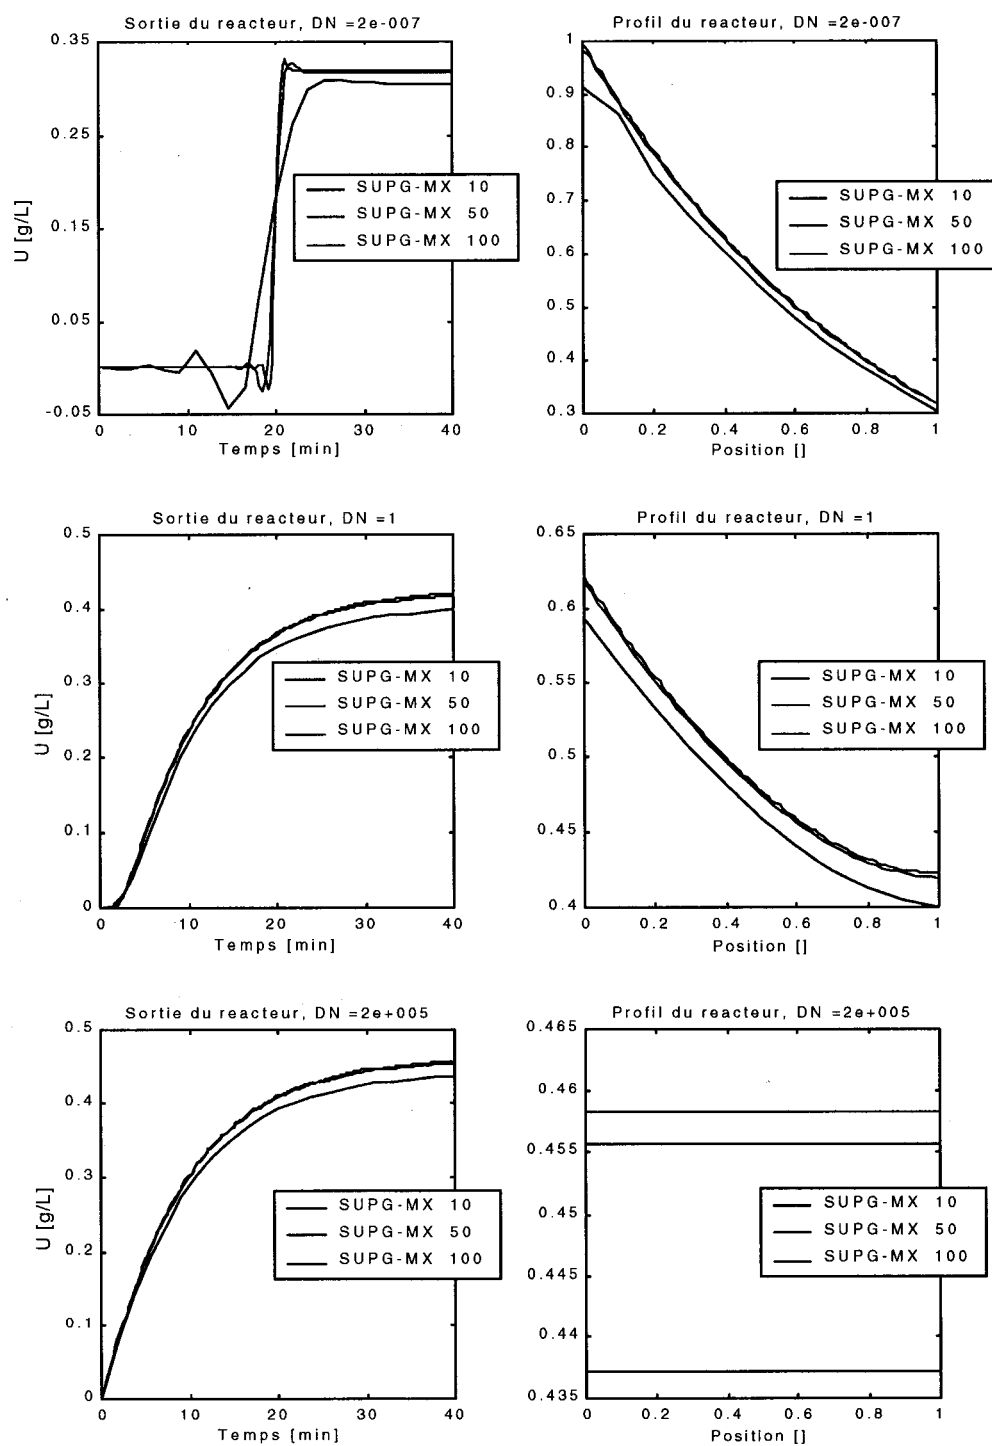 Sortie du reacteur, DN =2e-007
0.35
0.25
0.15
0.05
-0.05
U [g/L]
0 10 20 30 40
Temps [min]
SUPG-MX 10
SUPG-MX 50
SUPG-MX 100
Profil du reacteur, DN =2e-007
1
0.9
0.8
0.7
0.6
0.5
0.4
0.3
0 0.2 0.4 0.6 0.8 1
Position []
SUPG-MX 10
SUPG-MX 50
SUPG-MX 100
Sortie du reacteur, DN =1
0.5
0.4
0.3
0.2
0.1
0
U [g/L]
0 10 20 30 40
Temps [min]
SUPG-MX 10
SUPG-MX 50
SUPG-MX 100
Profil du reacteur, DN =1
0.65
0.6
0.55
0.5
0.45
0.4
0 0.2 0.4 0.6 0.8 1
Position []
SUPG-MX 10
SUPG-MX 50
SUPG-MX 100
Sortie du reacteur, DN =2e+005
0.5
0.4
0.3
0.2
0.1
0
U [g/L]
0 10 20 30 40
Temps [min]
SUPG-MX 10
SUPG-MX 50
SUPG-MX 100
Profil du reacteur, DN =2e+005
0.465
0.46
0.455
0.45
0.445
0.44
0.435
0 0.2 0.4 0.6 0.8 1
Position []
SUPG-MX 10
SUPG-MX 50
SUPG-MX 100